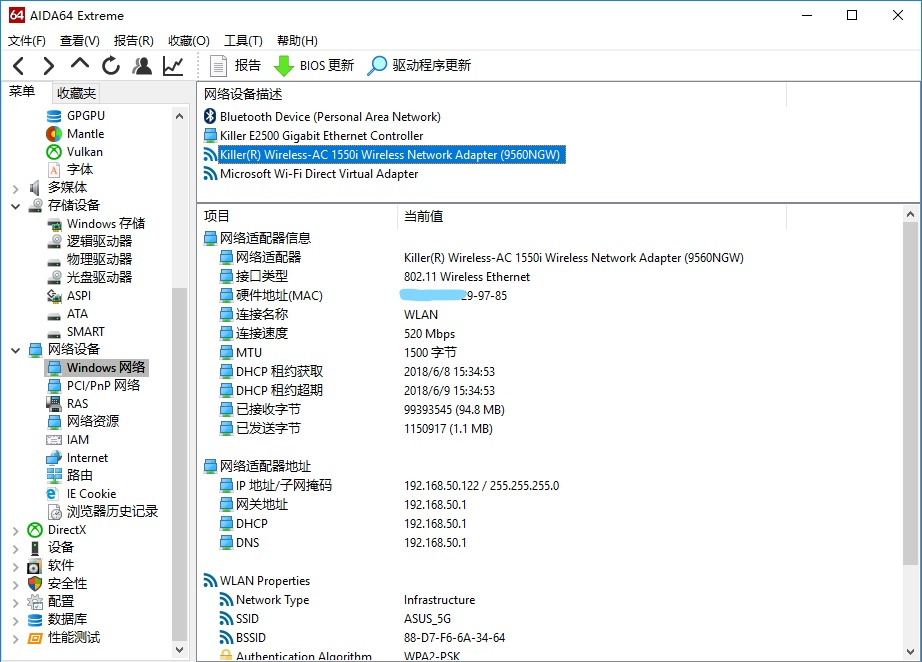 64 AIDA64 Extreme
文件(F) 查看(V) 报告(R) 收藏(O) 工具(T) 帮助(H)
报告 BIOS 更新 驱动程序更新
菜单 收藏夹
GPGPU
Mantle
Vulkan
字体
多媒体
存储设备
Windows 存储
逻辑驱动器
物理驱动器
光盘驱动器
ASPI
ATA
SMART
网络设备
Windows 网络
PCI/PnP 网络
RAS
网络资源
IAM
Internet
路由
IE Cookie
浏览器历史记录
DirectX
设备
软件
安全性
配置
数据库
性能测试
网络设备描述
Bluetooth Device (Personal Area Network)
Killer E2500 Gigabit Ethernet Controller
Killer(R) Wireless-AC 1550i Wireless Network Adapter (9560NGW)
Microsoft Wi-Fi Direct Virtual Adapter
项目 当前值
网络适配器信息
网络适配器 Killer(R) Wireless-AC 1550i Wireless Network Adapter (9560NGW)
接口类型 802.11 Wireless Ethernet
硬件地址(MAC) 29-97-85
连接名称 WLAN
连接速度 520 Mbps
MTU 1500 字节
DHCP 租约获取 2018/6/8 15:34:53
DHCP 租约超期 2018/6/9 15:34:53
已接收字节 99393545 (94.8 MB)
已发送字节 1150917 (1.1 MB)
网络适配器地址
IP 地址/子网掩码 192.168.50.122 / 255.255.255.0
网关地址 192.168.50.1
DHCP 192.168.50.1
DNS 192.168.50.1
WLAN Properties
Network Type Infrastructure
SSID ASUS_5G
BSSID 88-D7-F6-6A-34-64
Authentication Algorithm WPA2-PSK